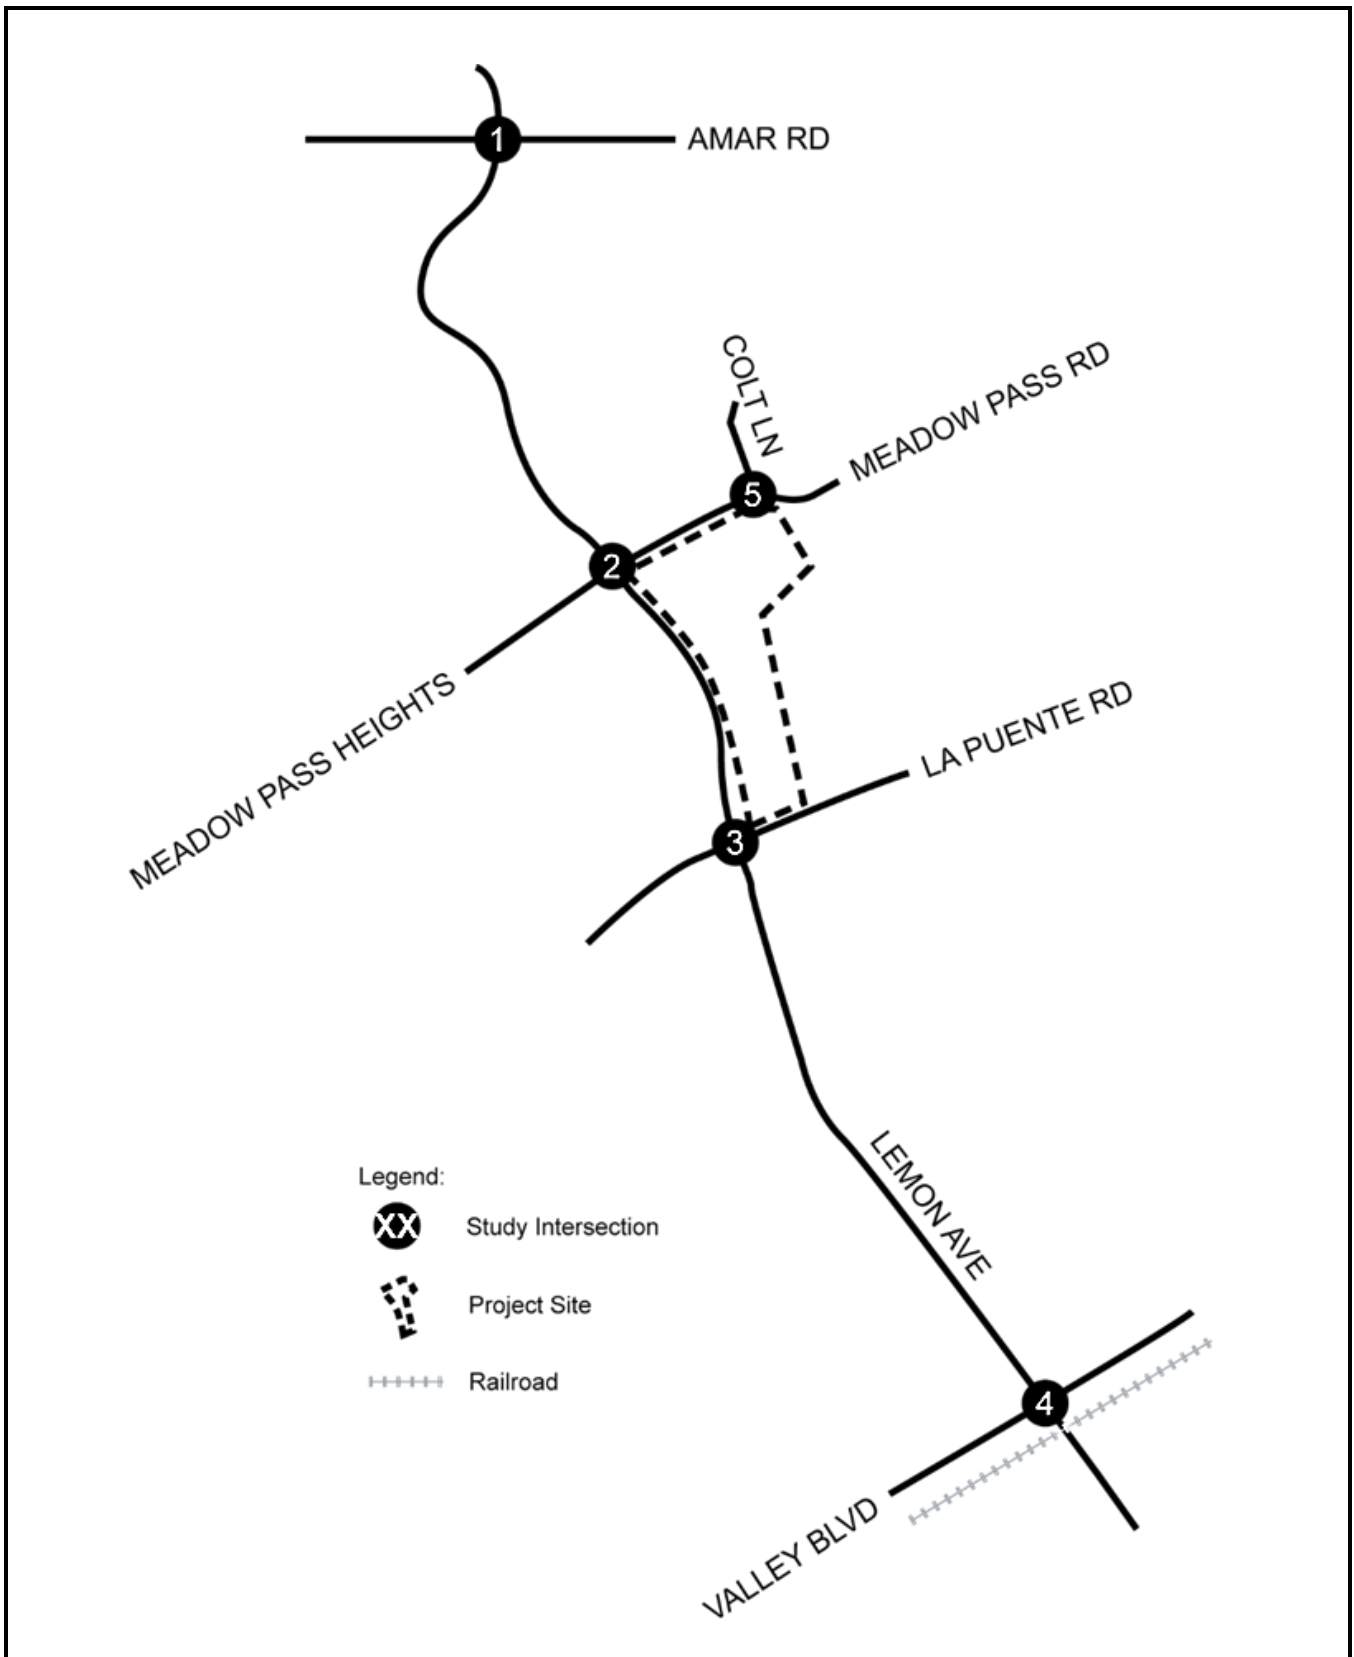 1
AMAR RD
COLT LN
MEADOW PASS RD
5
2
MEADOW PASS HEIGHTS
LA PUENTE RD
3
LEMON AVE
Legend:
XX Study Intersection
Project Site
Railroad
4
VALLEY BLVD